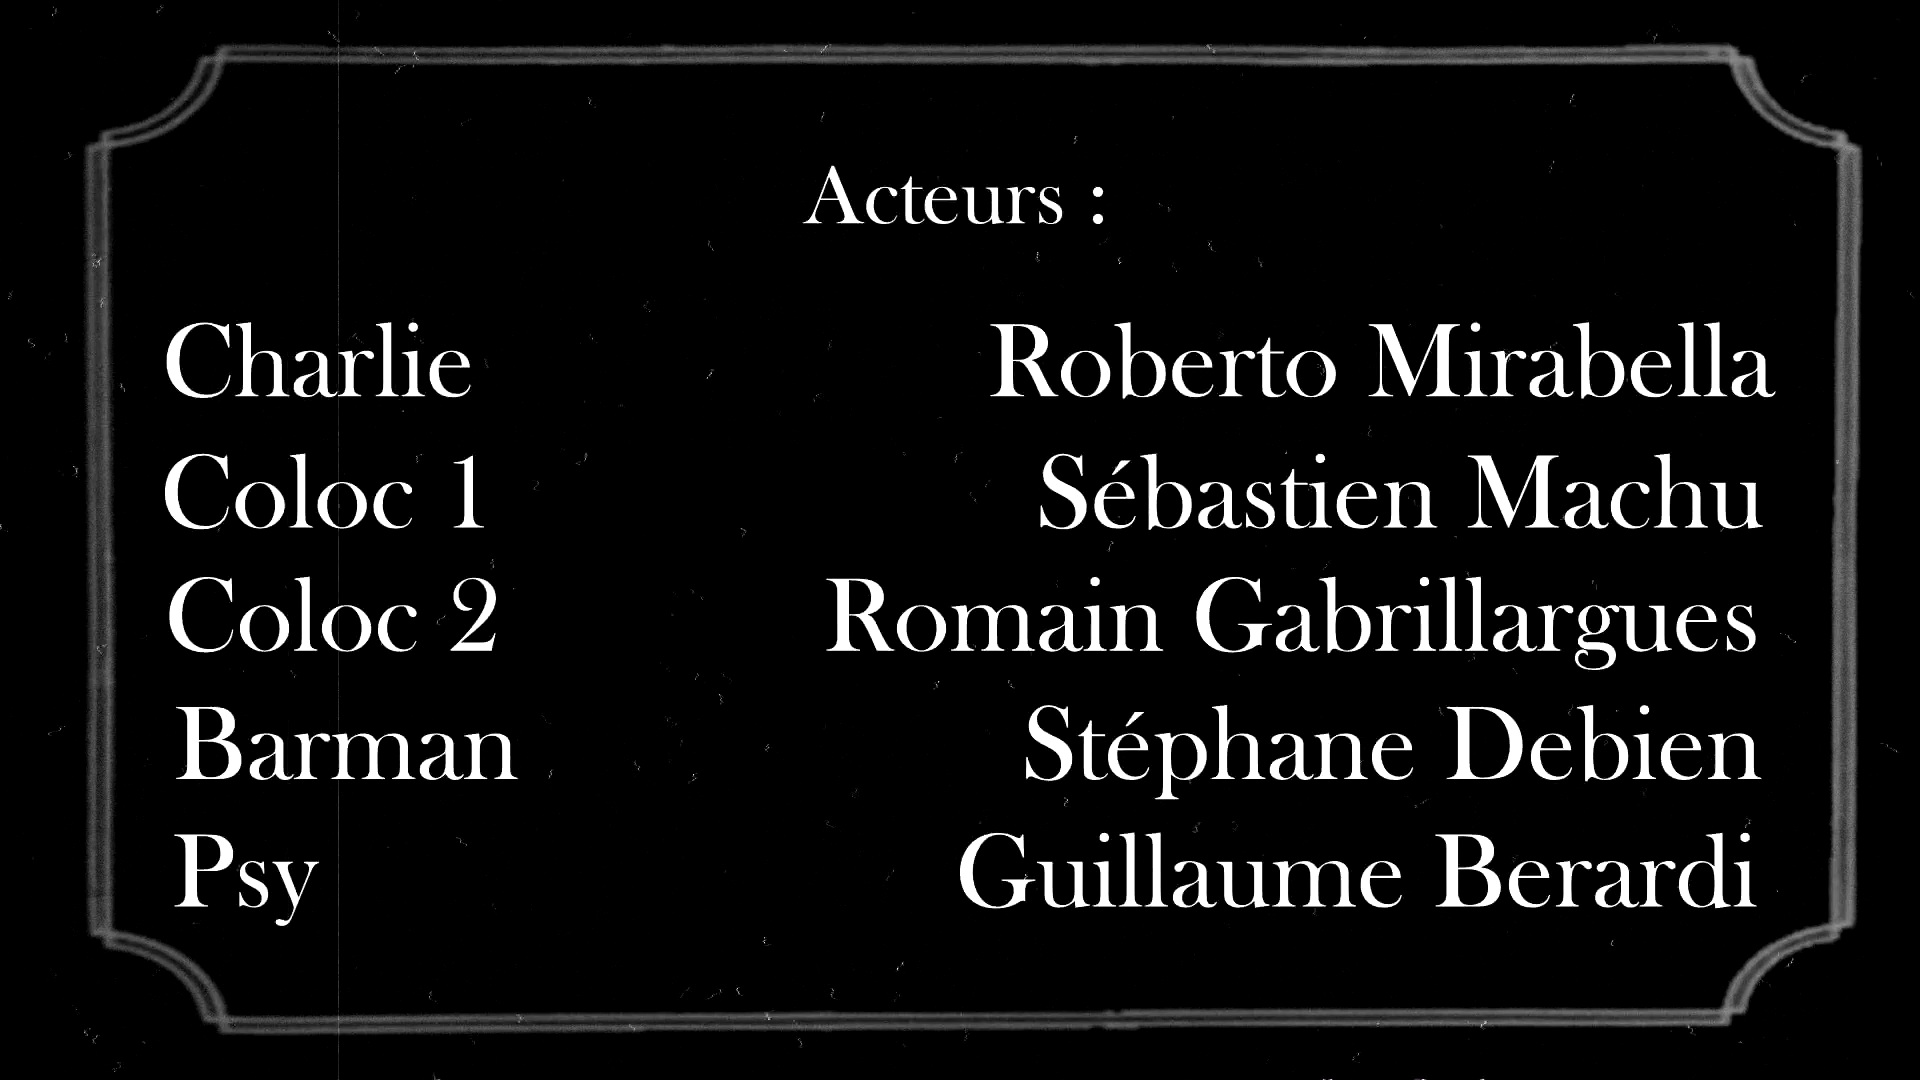 Acteurs :
Charlie Roberto Mirabella
Coloc 1 Sébastien Machu
Coloc 2 Romain Gabrillargues
Barman Stéphane Debien
Psy Guillaume Berardi